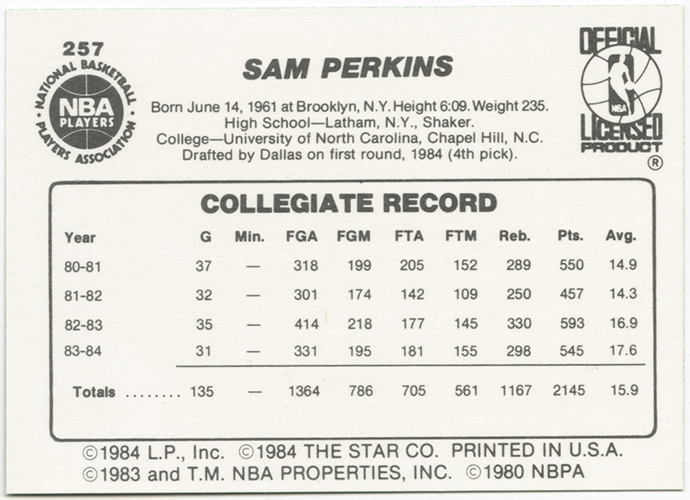 257
NATIONAL BASKETBALL
NBA
PLAYERS
PLAYERS ASSOCIATION
SAM PERKINS
OFFICIAL
NBA
LICENSED
PRODUCT
®
Born June 14, 1961 at Brooklyn, N.Y. Height 6:09. Weight 235.
High School—Latham, N.Y., Shaker.
College—University of North Carolina, Chapel Hill, N.C.
Drafted by Dallas on first round, 1984 (4th pick).
COLLEGIATE RECORD
Year G Min. FGA FGM FTA FTM Reb. Pts. Avg.
80-81 37 — 318 199 205 152 289 550 14.9
81-82 32 — 301 174 142 109 250 457 14.3
82-83 35 — 414 218 177 145 330 593 16.9
83-84 31 — 331 195 181 155 298 545 17.6
Totals ........ 135 — 1364 786 705 561 1167 2145 15.9
©1984 L.P., Inc. ©1984 THE STAR CO. PRINTED IN U.S.A.
©1983 and T.M. NBA PROPERTIES, INC. ©1980 NBPA